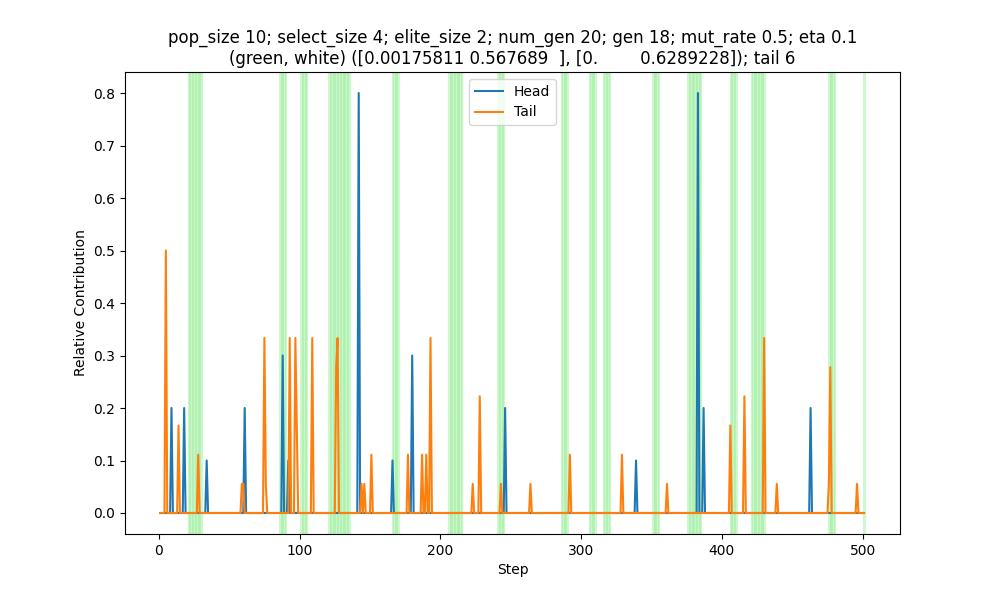 pop_size 10; select_size 4; elite_size 2; num_gen 20; gen 18; mut_rate 0.5; eta 0.1
(green, white) ([0.00175811 0.567689  ], [0.         0.6289228]); tail 6
Head
Tail
Relative Contribution
0.8
0.7
0.6
0.5
0.4
0.3
0.2
0.1
0.0
0 100 200 300 400 500
Step